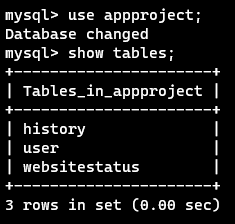 mysql> use appproject;
Database changed
mysql> show tables;
+----------------------+
| Tables_in_appproject |
+----------------------+
| history              |
| user                 |
| websitestatus        |
+----------------------+
3 rows in set (0.00 sec)